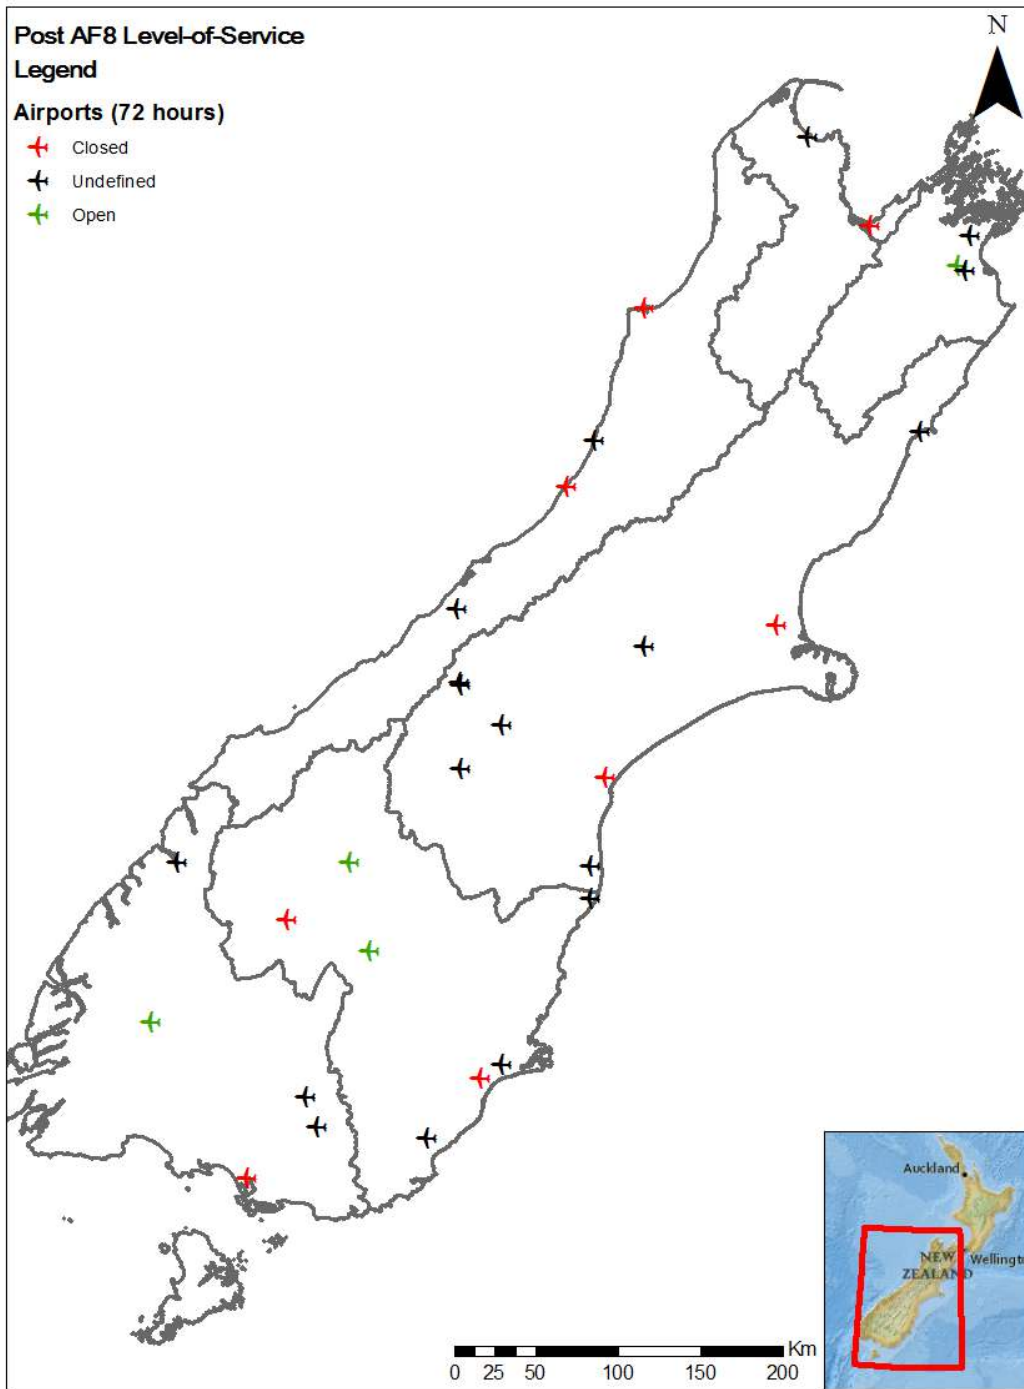 Post AF8 Level-of-Service
Legend
Airports (72 hours)
Closed
Undefined
Open
N
Auckland
NEW
ZEALAND
Km
0 25 50 100 150 200